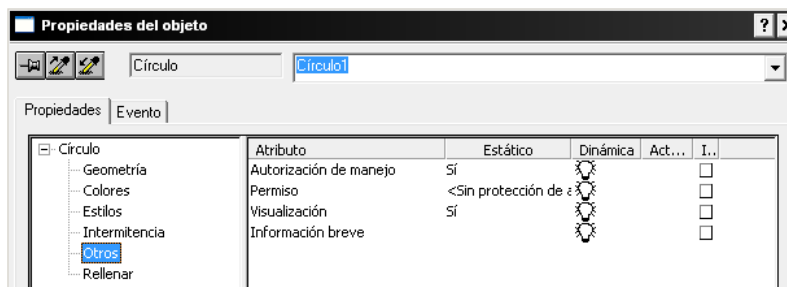 Propiedades del objeto
Círculo Círculo1
Propiedades Evento
Círculo
Geometría
Colores
Estilos
Intermitencia
Otros
Rellenar
Atributo Estático Dinámica Act... I..
Autorización de manejo Sí
Permiso <Sin protección de a
Visualización Sí
Información breve